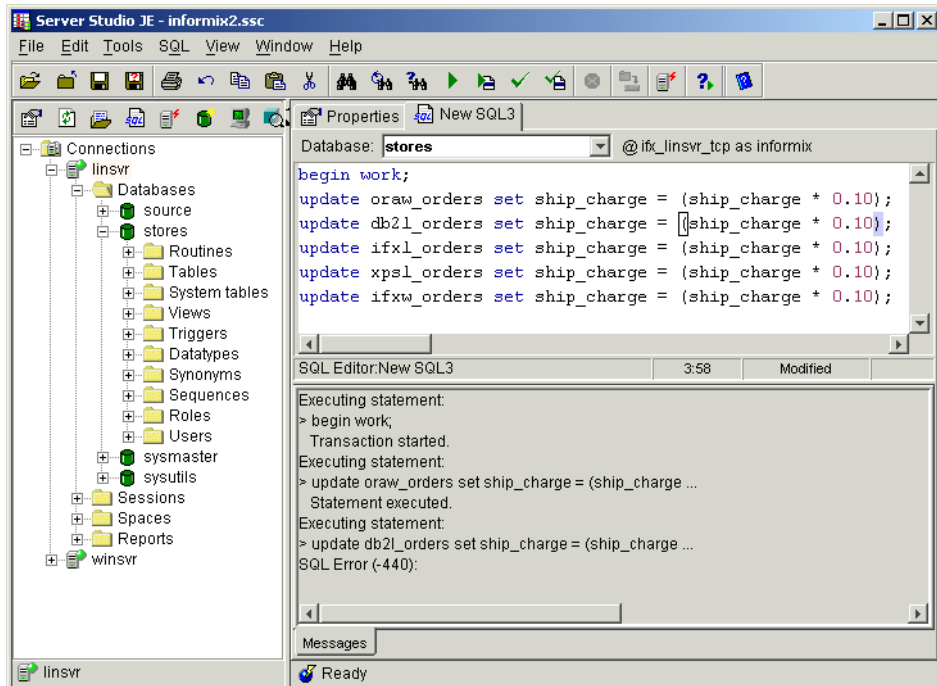 Server Studio JE - informix2.ssc
File Edit Tools SQL View Window Help
Connections
linsvr
Databases
source
stores
Routines
Tables
System tables
Views
Triggers
Datatypes
Synonyms
Sequences
Roles
Users
sysmaster
sysutils
Sessions
Spaces
Reports
winsvr
linsvr
Properties New SQL3
Database: stores @ifx_linsvr_tcp as informix
begin work;
update oraw_orders set ship_charge = (ship_charge * 0.10);
update db2l_orders set ship_charge = (ship_charge * 0.10);
update ifxl_orders set ship_charge = (ship_charge * 0.10);
update xpsl_orders set ship_charge = (ship_charge * 0.10);
update ifxw_orders set ship_charge = (ship_charge * 0.10);
SQL Editor:New SQL3 3:58 Modified
Executing statement:
> begin work;
Transaction started.
Executing statement:
> update oraw_orders set ship_charge = (ship_charge ...
Statement executed.
Executing statement:
> update db2l_orders set ship_charge = (ship_charge ...
SQL Error (-440):
Messages
Ready